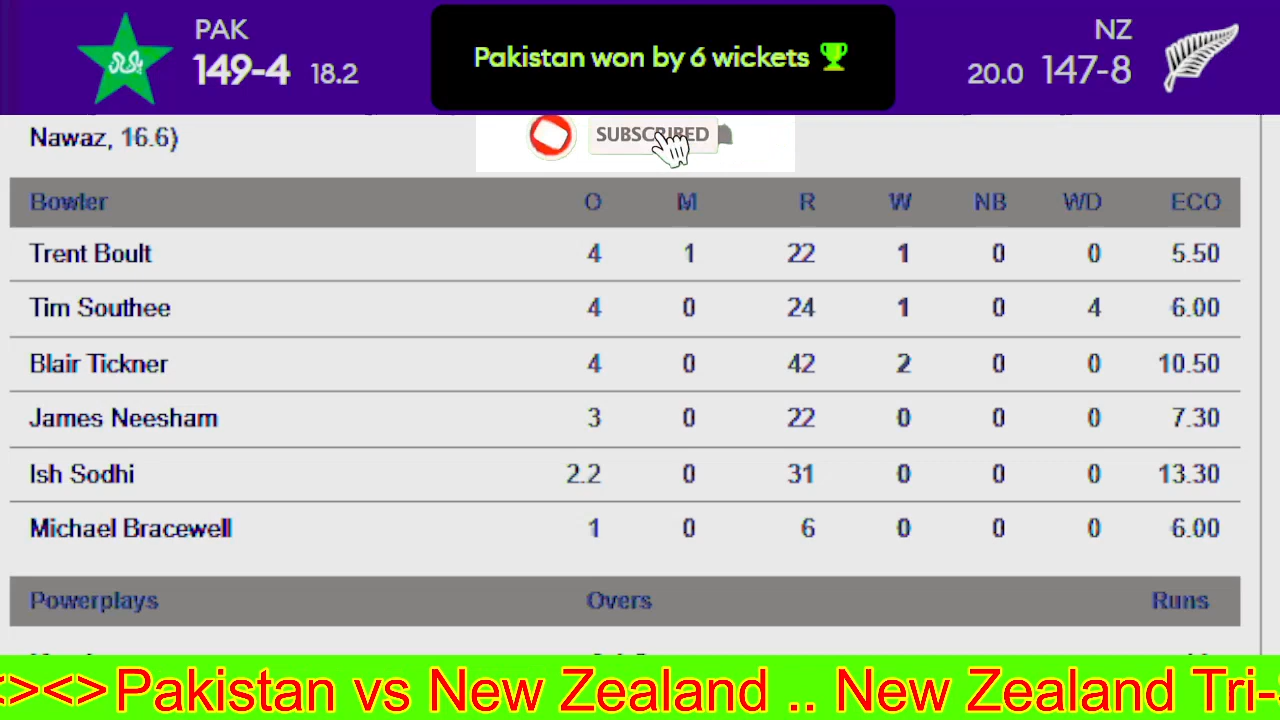 PAK
149-4 18.2
Pakistan won by 6 wickets
NZ
20.0 147-8
Nawaz, 16.6)
SUBSCRIBED
Bowler O M R W NB WD ECO
Trent Boult 4 1 22 1 0 0 5.50
Tim Southee 4 0 24 1 0 4 6.00
Blair Tickner 4 0 42 2 0 0 10.50
James Neesham 3 0 22 0 0 0 7.30
Ish Sodhi 2.2 0 31 0 0 0 13.30
Michael Bracewell 1 0 6 0 0 0 6.00
Powerplays Overs Runs
<><>Pakistan vs New Zealand .. New Zealand Tri-